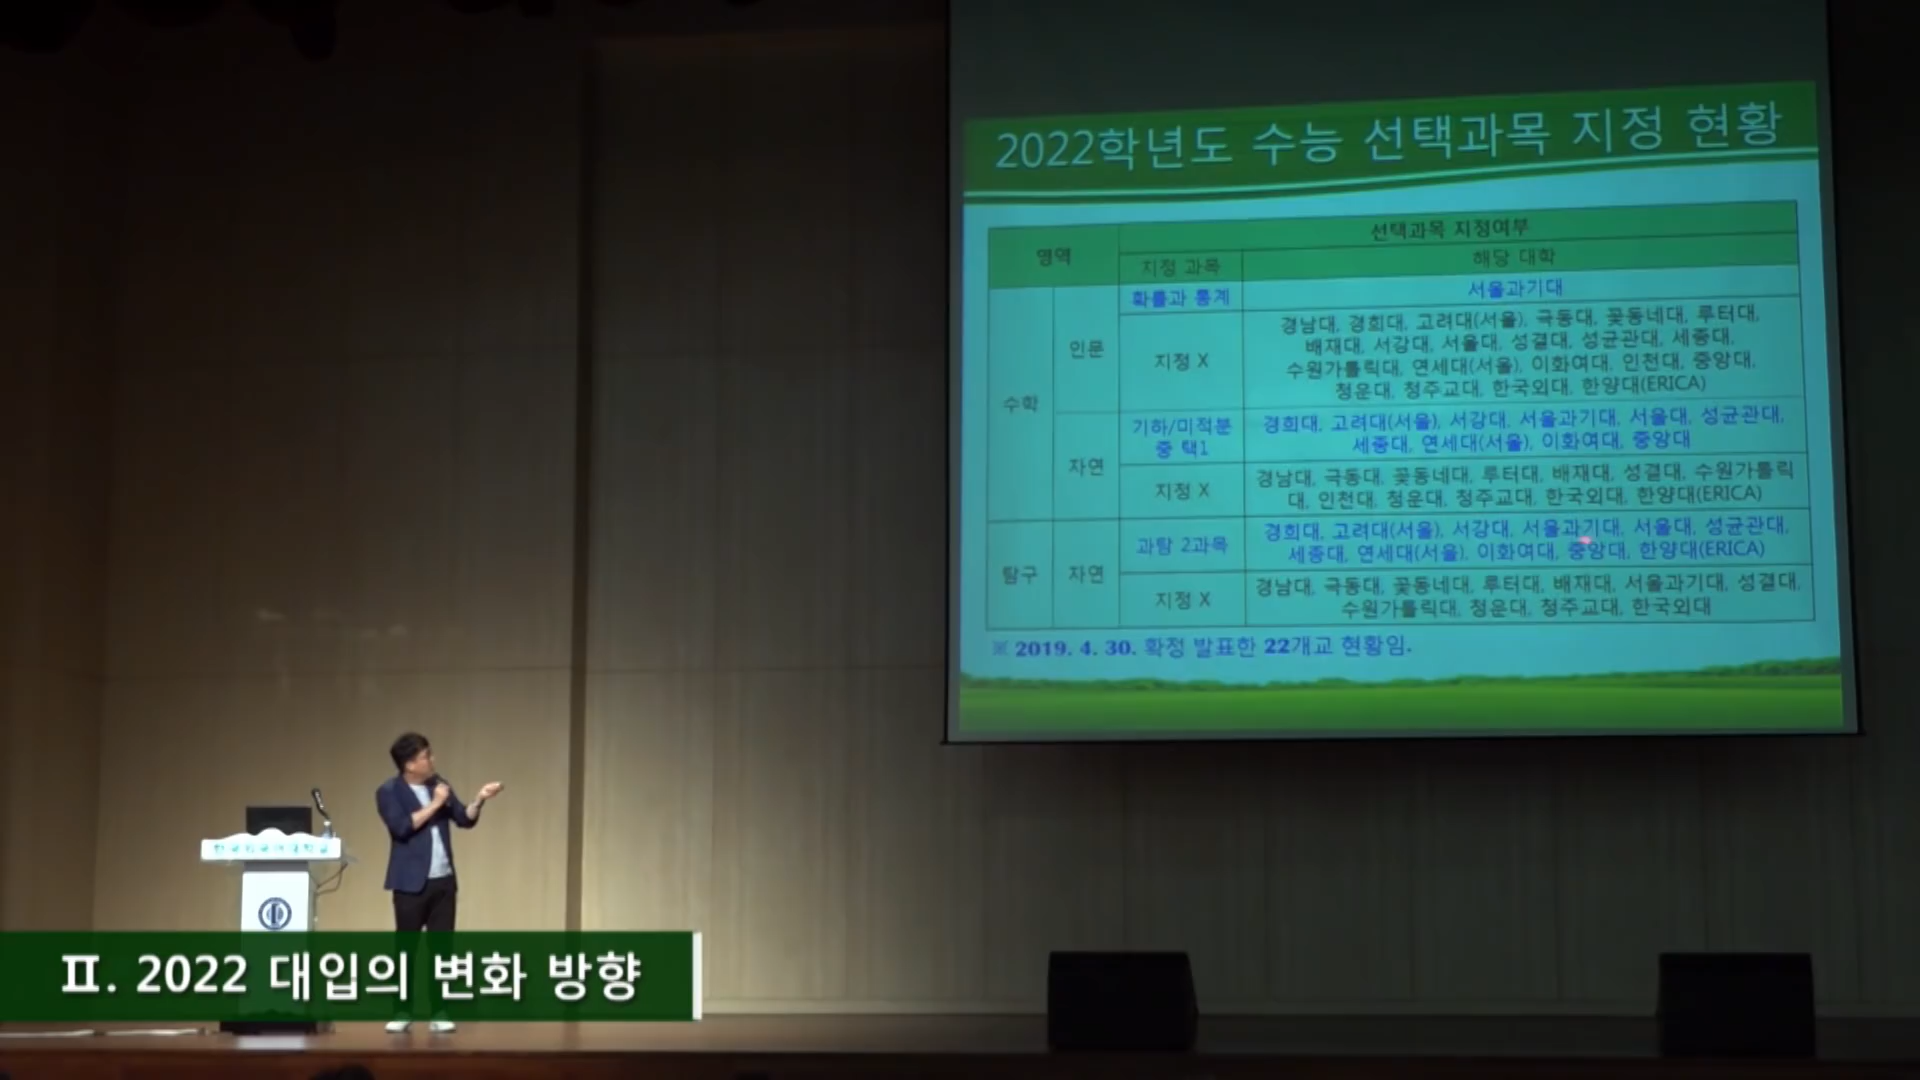 2022학년도 수능 선택과목 지정 현황
영역
선택과목 지정여부
지정 과목
해당 대학
수학
인문
확률과 통계
서울과기대
지정 X
경남대, 경희대, 고려대(서울), 극동대, 꽃동네대, 루터대,
배재대, 서강대, 서울대, 성결대, 성균관대, 세종대,
수원가톨릭대, 연세대(서울), 이화여대, 인천대, 중앙대,
청운대, 청주교대, 한국외대, 한양대(ERICA)
자연
기하/미적분
중 택1
경희대, 고려대(서울), 서강대, 서울과기대, 서울대, 성균관대,
세종대, 연세대(서울), 이화여대, 중앙대
지정 X
경남대, 극동대, 꽃동네대, 루터대, 배재대, 성결대, 수원가톨릭
대, 인천대, 청운대, 청주교대, 한국외대, 한양대(ERICA)
탐구
자연
과탐 2과목
경희대, 고려대(서울), 서강대, 서울과기대, 서울대, 성균관대,
세종대, 연세대(서울), 이화여대, 중앙대, 한양대(ERICA)
지정 X
경남대, 극동대, 꽃동네대, 루터대, 배재대, 서울과기대, 성결대,
수원가톨릭대, 청운대, 청주교대, 한국외대
※ 2019. 4. 30. 확정 발표한 22개교 현황임.
한국외국어대학교
Ⅱ. 2022 대입의 변화 방향